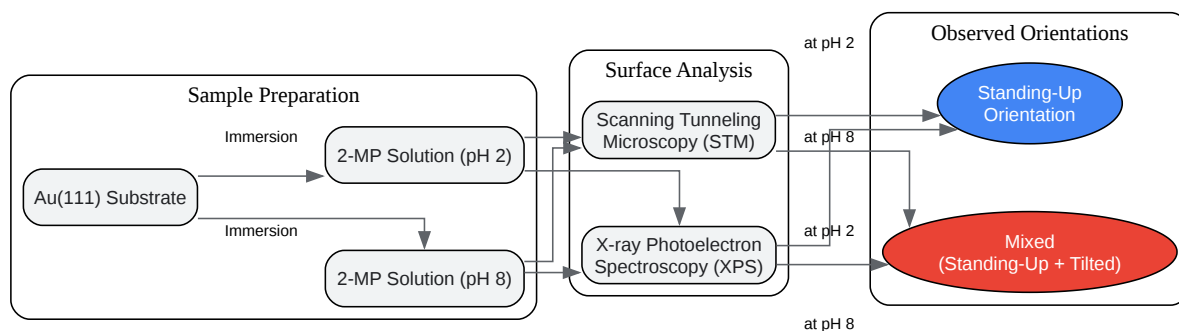 Sample Preparation
Au(111) Substrate
Immersion
Immersion
2-MP Solution (pH 2)
2-MP Solution (pH 8)
Surface Analysis
Scanning Tunneling
Microscopy (STM)
X-ray Photoelectron
Spectroscopy (XPS)
at pH 2
at pH 8
at pH 2
at pH 8
Observed Orientations
Standing-Up
Orientation
Mixed
(Standing-Up + Tilted)